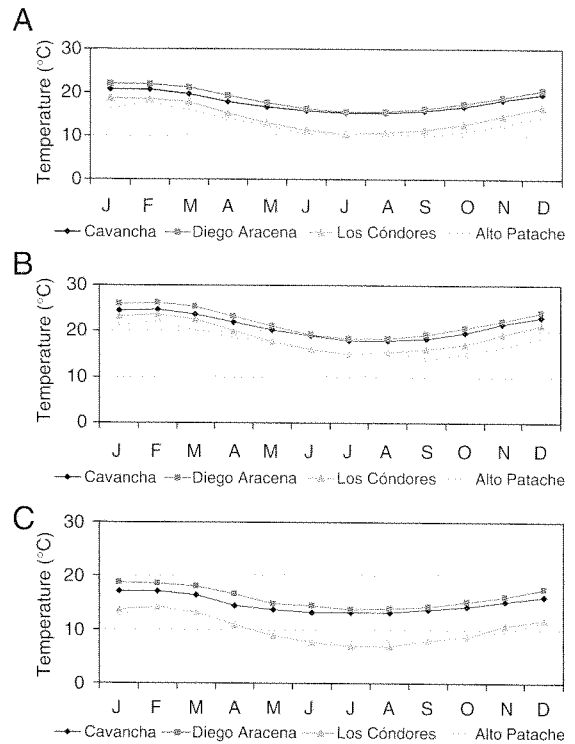 A
Temperature (°C)
30
20
10
0
J F M A M J J A S O N D
Cavancha Diego Aracena Los Cóndores Alto Patache
B
Temperature (°C)
30
20
10
0
J F M A M J J A S O N D
Cavancha Diego Aracena Los Cóndores Alto Patache
C
Temperature (°C)
30
20
10
0
J F M A M J J A S O N D
Cavancha Diego Aracena Los Cóndores Alto Patache